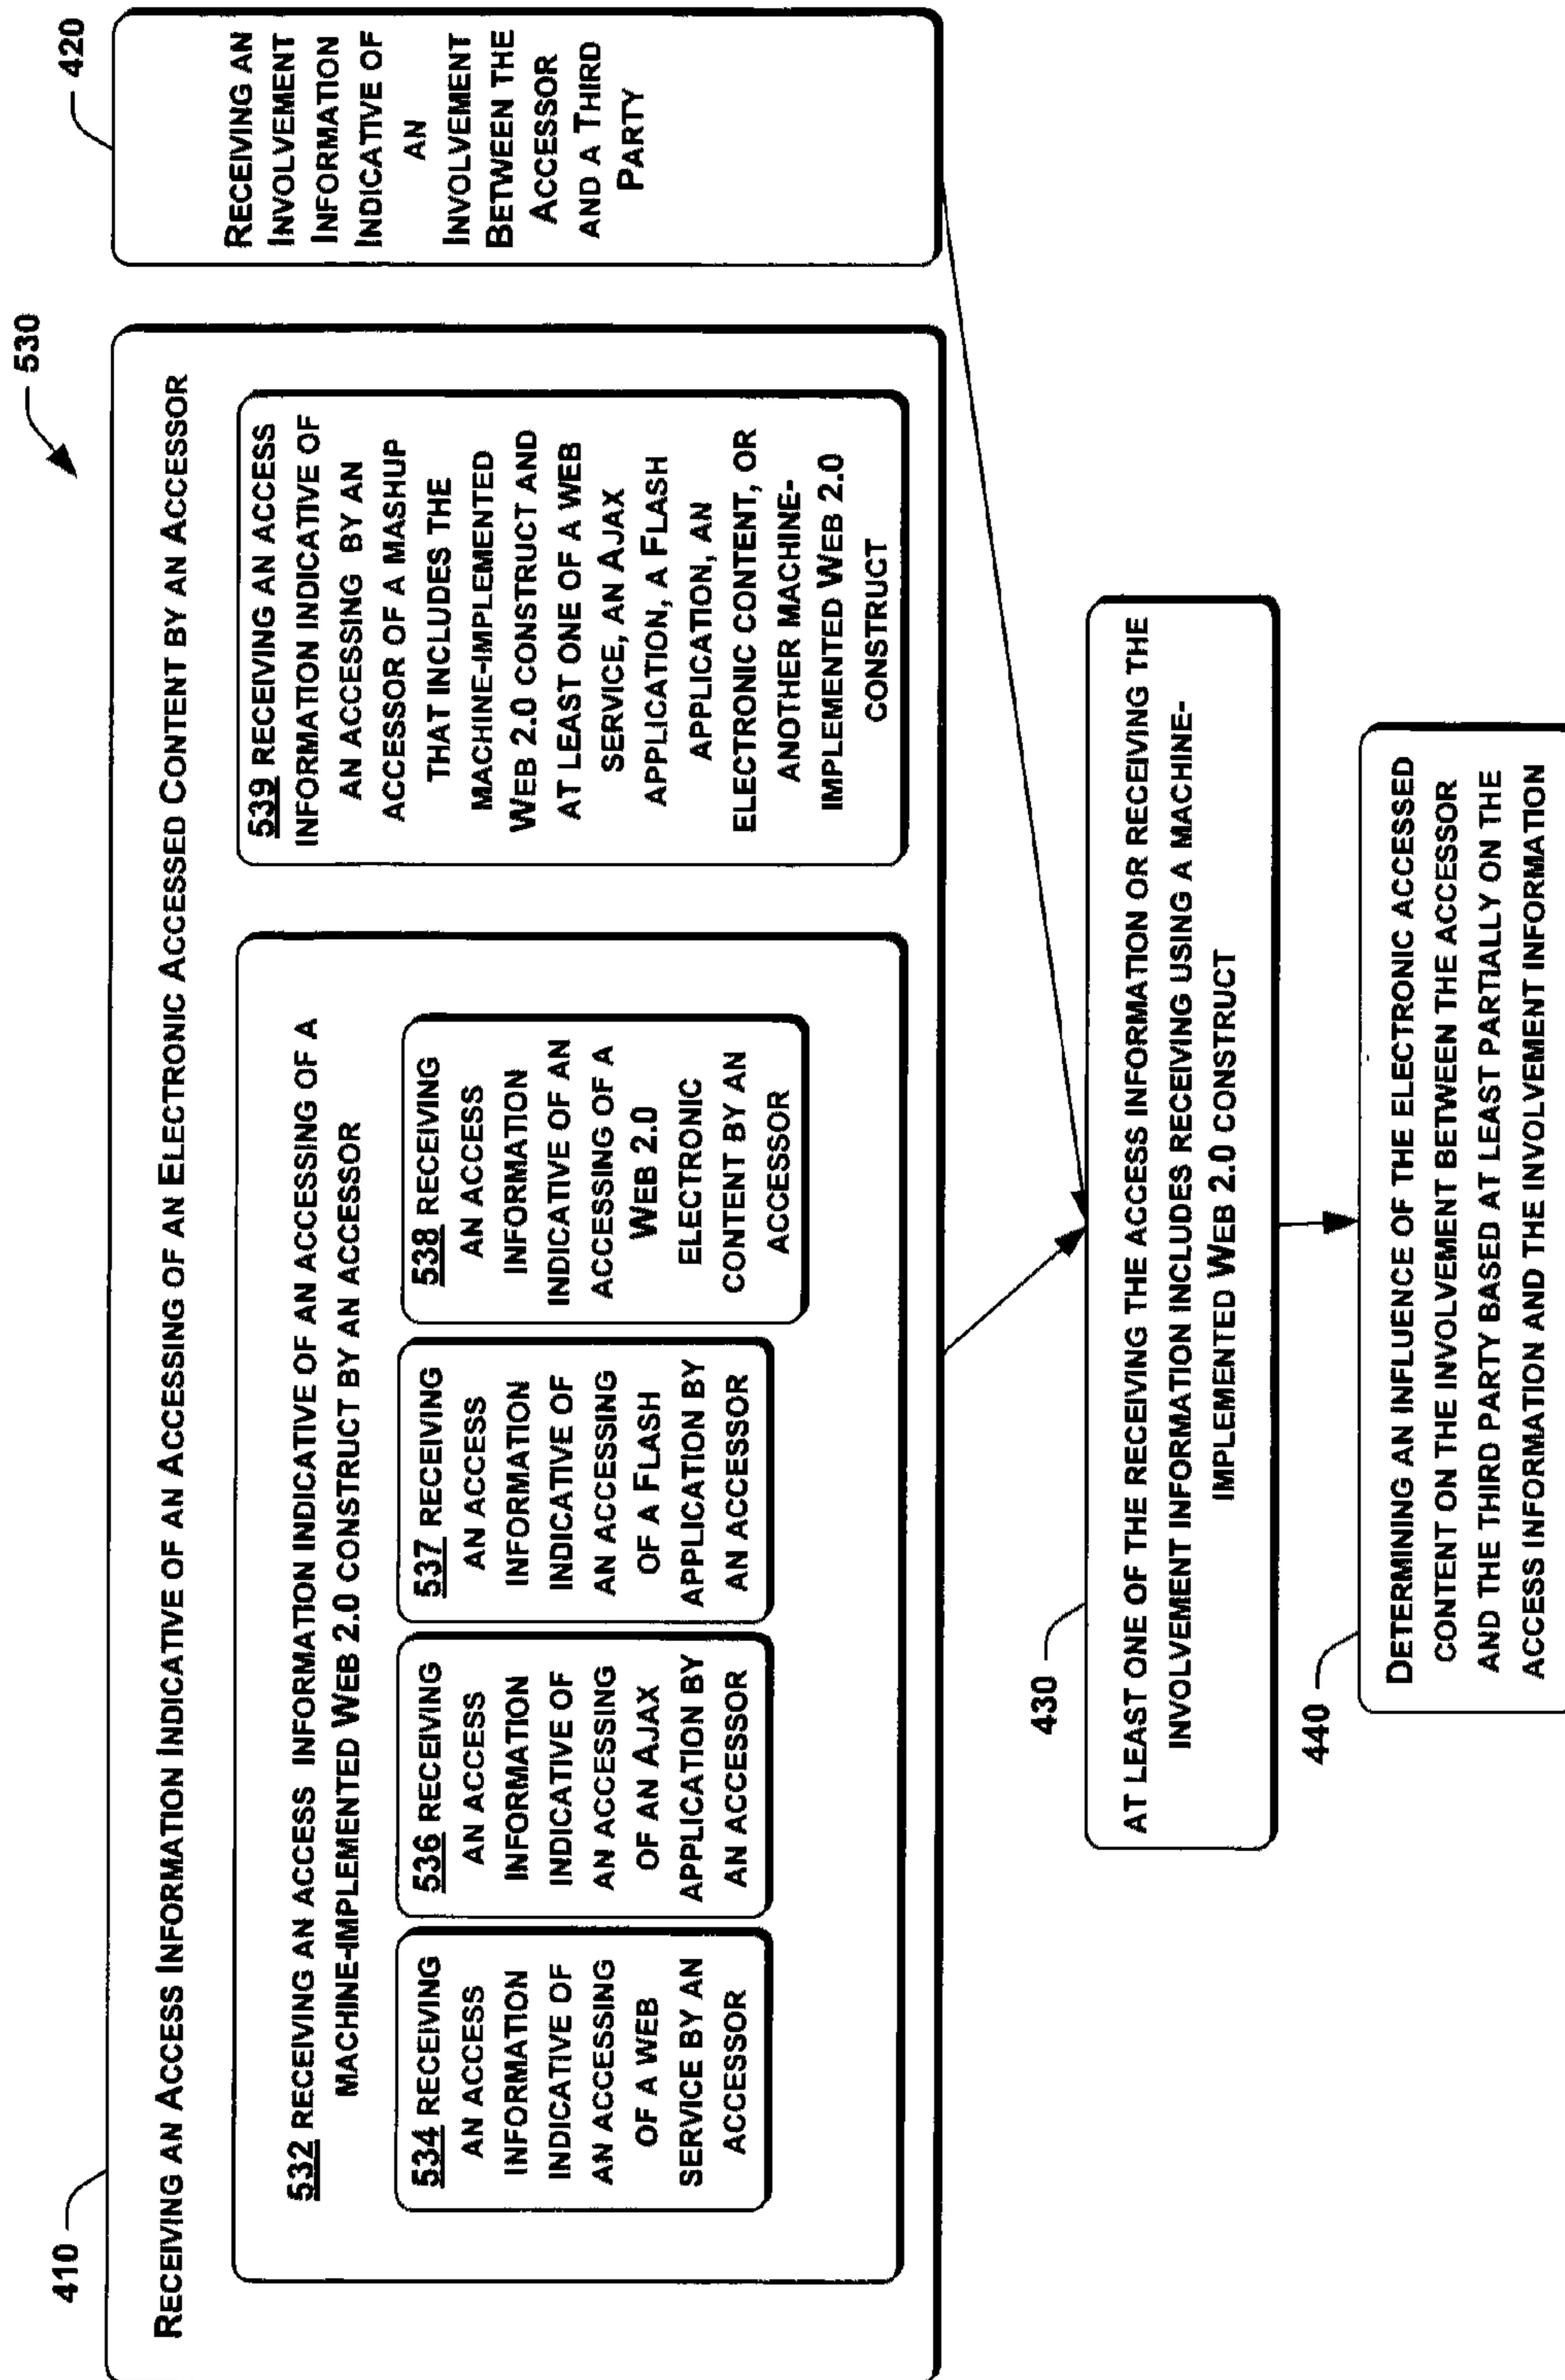 530
410
RECEIVING AN ACCESS INFORMATION INDICATIVE OF AN ACCESSING OF AN ELECTRONIC ACCESSED CONTENT BY AN ACCESSOR
532 RECEIVING AN ACCESS INFORMATION INDICATIVE OF AN ACCESSING OF A
MACHINE-IMPLEMENTED WEB 2.0 CONSTRUCT BY AN ACCESSOR
534 RECEIVING
AN ACCESS
INFORMATION
INDICATIVE OF
AN ACCESSING
OF A WEB
SERVICE BY AN
ACCESSOR
536 RECEIVING
AN ACCESS
INFORMATION
INDICATIVE OF
AN ACCESSING
OF AN AJAX
APPLICATION BY
AN ACCESSOR
537 RECEIVING
AN ACCESS
INFORMATION
INDICATIVE OF
AN ACCESSING
OF A FLASH
APPLICATION BY
AN ACCESSOR
538 RECEIVING
AN ACCESS
INFORMATION
INDICATIVE OF AN
ACCESSING OF A
WEB 2.0
ELECTRONIC
CONTENT BY AN
ACCESSOR
539 RECEIVING AN ACCESS
INFORMATION INDICATIVE OF
AN ACCESSING BY AN
ACCESSOR OF A MASHUP
THAT INCLUDES THE
MACHINE-IMPLEMENTED
WEB 2.0 CONSTRUCT AND
AT LEAST ONE OF A WEB
SERVICE, AN AJAX
APPLICATION, A FLASH
APPLICATION, AN
ELECTRONIC CONTENT, OR
ANOTHER MACHINE-
IMPLEMENTED WEB 2.0
CONSTRUCT
420
RECEIVING AN
INVOLVEMENT
INFORMATION
INDICATIVE OF
AN
INVOLVEMENT
BETWEEN THE
ACCESSOR
AND A THIRD
PARTY
430
AT LEAST ONE OF THE RECEIVING THE ACCESS INFORMATION OR RECEIVING THE
INVOLVEMENT INFORMATION INCLUDES RECEIVING USING A MACHINE-
IMPLEMENTED WEB 2.0 CONSTRUCT
440
DETERMINING AN INFLUENCE OF THE ELECTRONIC ACCESSED
CONTENT ON THE INVOLVEMENT BETWEEN THE ACCESSOR
AND THE THIRD PARTY BASED AT LEAST PARTIALLY ON THE
ACCESS INFORMATION AND THE INVOLVEMENT INFORMATION